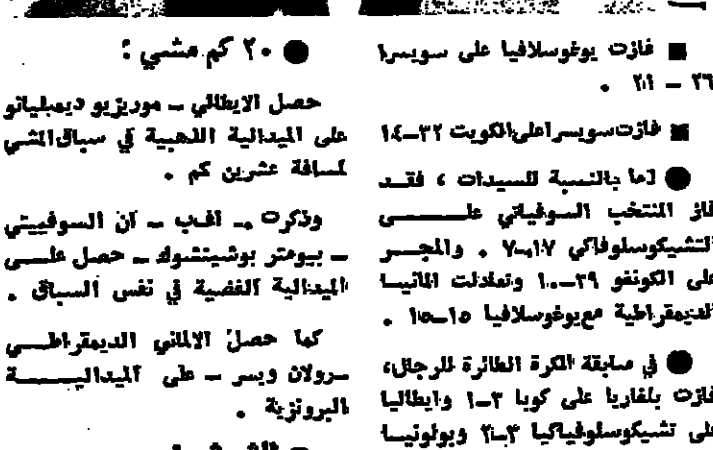 ■ فازت يوغوسلافيا على سويسرا
٢٦ – ٢١ .
■ فازت سويسرا على الكويت ٣٢–١٤
● اما بالنسبة للسيدات ، فقد
فاز المنتخب السوفياتي على
التشيكوسلوفاكي ١٧–٧ . والمجر
على الكونغو ٣٩–١٠ وتعادلت المانيا
الديمقراطية مع يوغوسلافيا ١٥–١٥ .
● في سابقة الكرة الطائرة للرجال،
فازت بلغاريا على كوبا ٣–١ وايطاليا
على تشيكوسلوفياكيا ٣–٢ وبولونيا
● ٢٠ كم مشي :
حصل الايطالي – موريزيو ديمبليانو
على الميدالية الذهبية في سباق المشي
لمسافة عشرين كم .
وذكرت – افب – ان السوفييتي
– بيوتر بوشينتشوك – حصل على
الميدالية الفضية في نفس السباق .
كما حصل الالماني الديمقراطي
– رولان ويسر – على الميدالية
البرونزية .